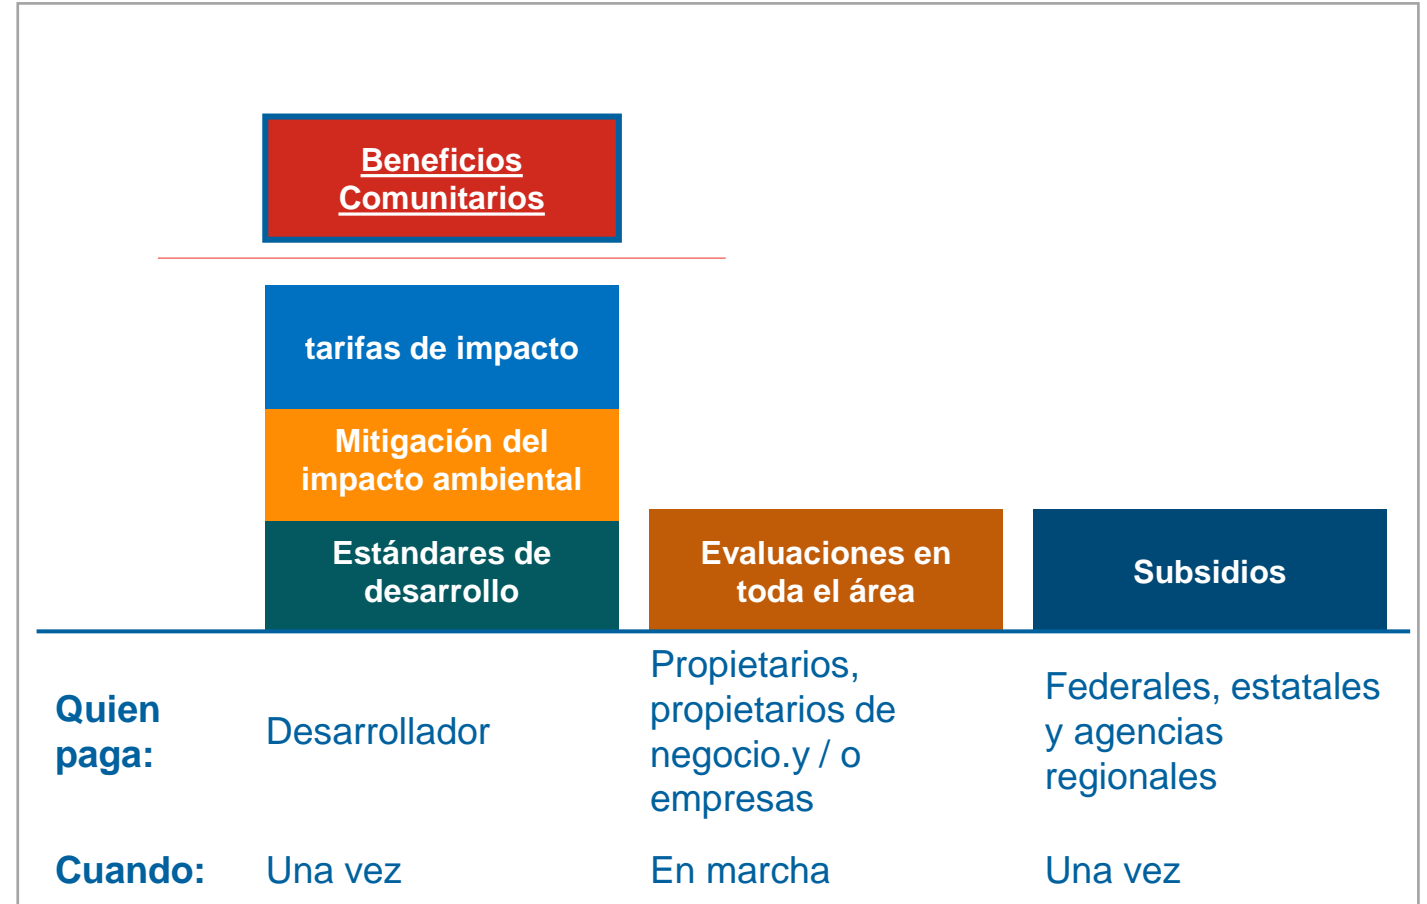 Beneficios
Comunitarios
tarifas de impacto
Mitigación del
impacto ambiental
Estándares de
desarrollo
Evaluaciones en
toda el área
Subsidios
Quien
paga:
Desarrollador
Propietarios,
propietarios de
negocio.y / o
empresas
Federales, estatales
y agencias
regionales
Cuando:
Una vez
En marcha
Una vez